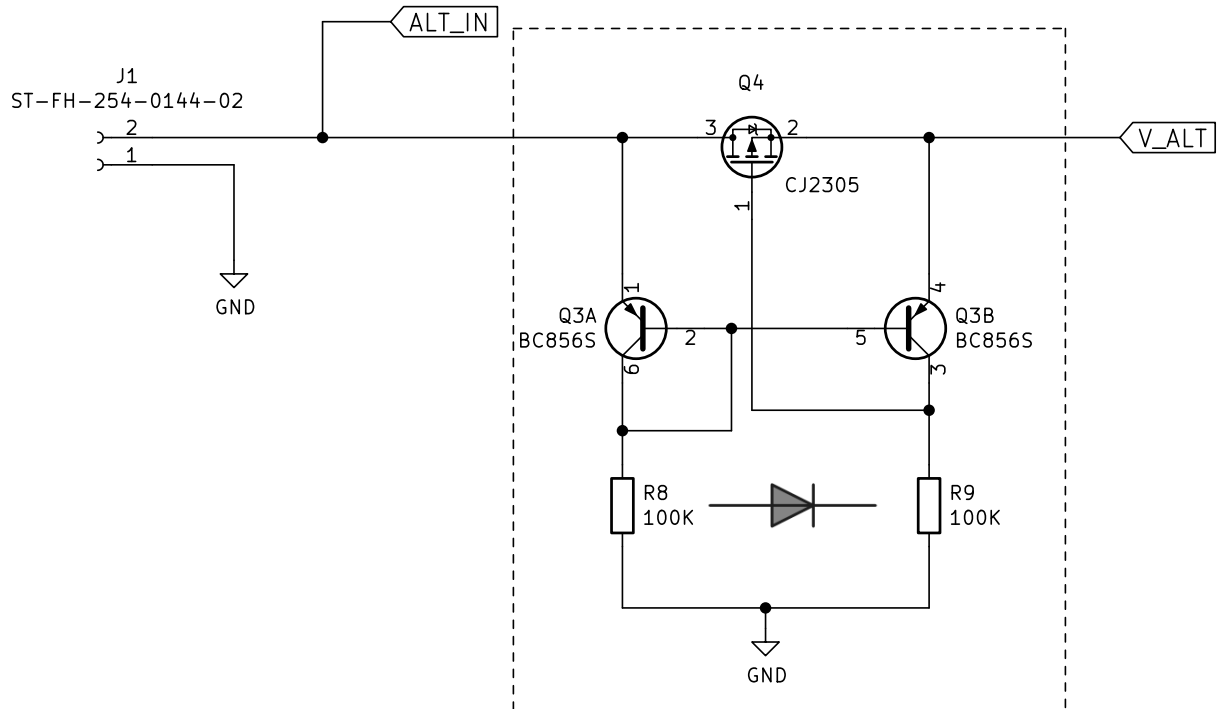 ALT_IN
J1
ST-FH-254-0144-02
2
1
GND
Q4
3
2
CJ2305
1
V_ALT
Q3A
BC856S
1
2
6
Q3B
BC856S
4
5
3
R8
100K
R9
100K
GND